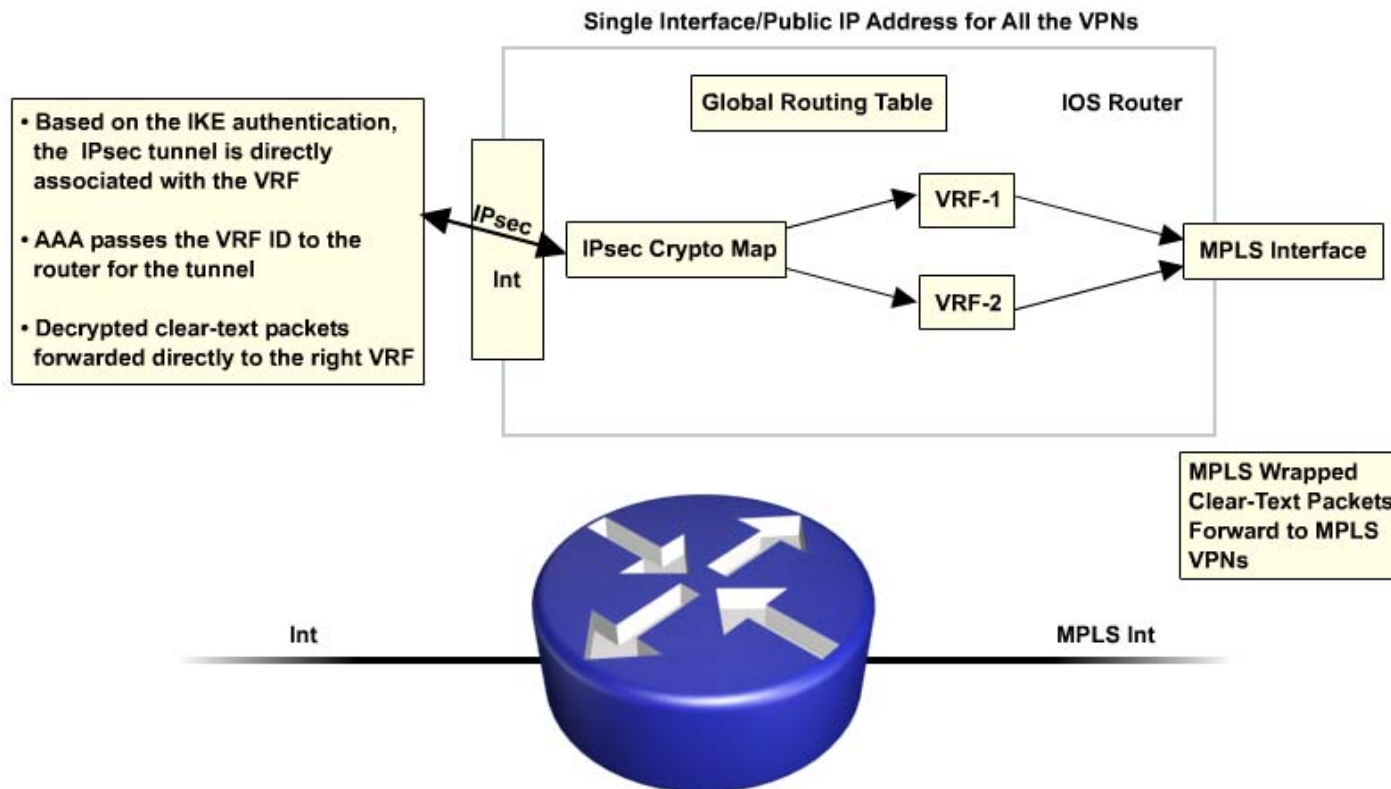 Single Interface/Public IP Address for All the VPNs
• Based on the IKE authentication,
the IPsec tunnel is directly
associated with the VRF
• AAA passes the VRF ID to the
router for the tunnel
• Decrypted clear-text packets
forwarded directly to the right VRF
Global Routing Table
IOS Router
IPsec
Int
IPsec Crypto Map
VRF-1
VRF-2
MPLS Interface
MPLS Wrapped
Clear-Text Packets
Forward to MPLS
VPNs
Int
MPLS Int